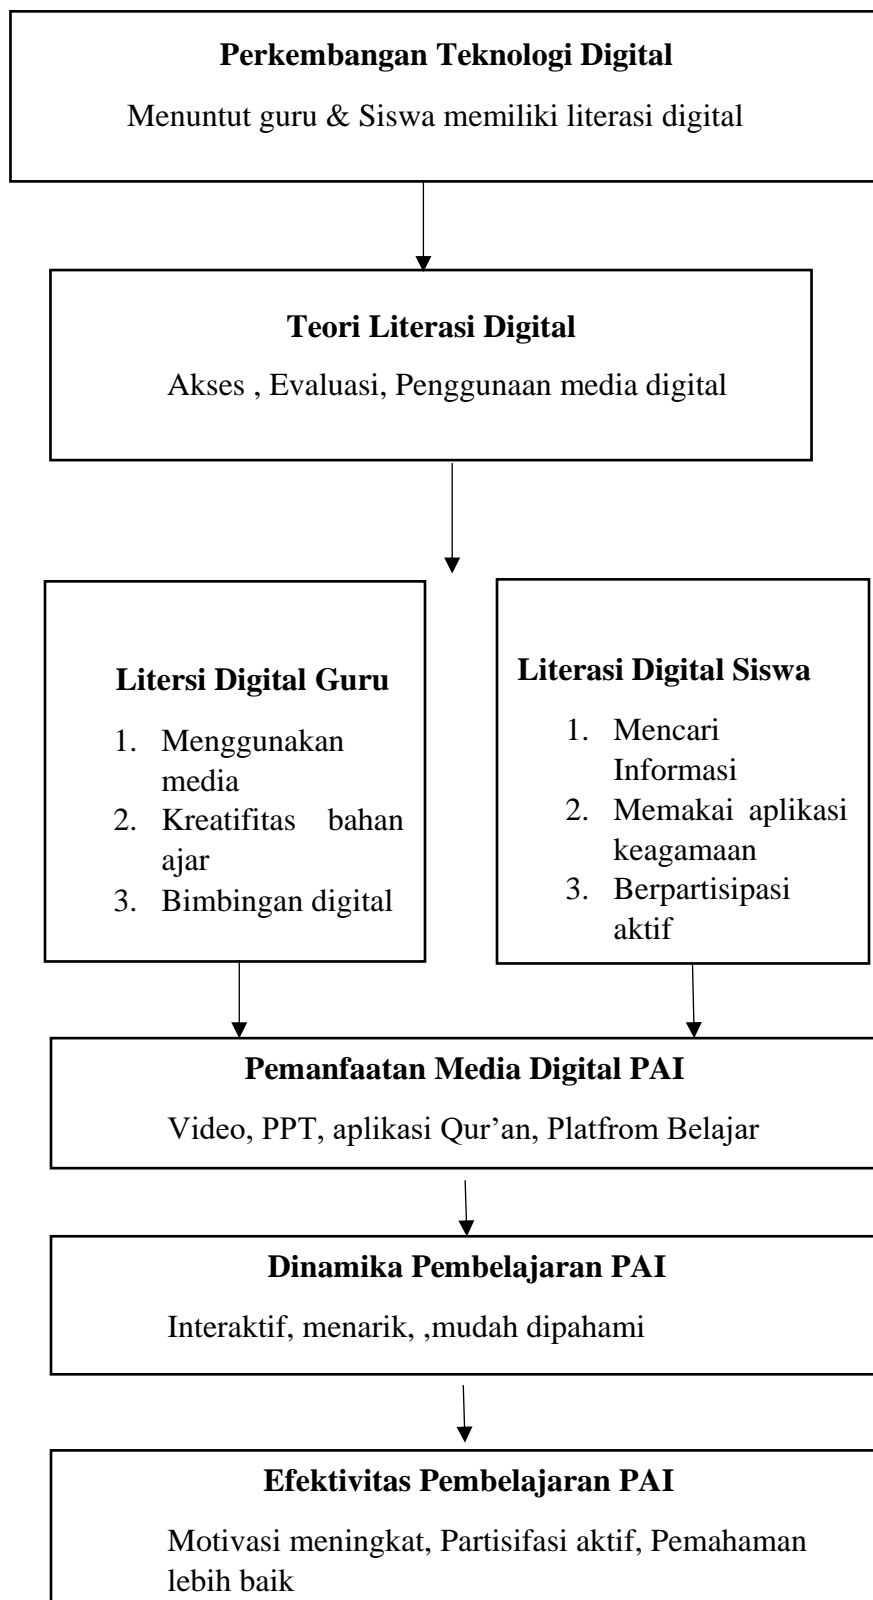 Perkembangan Teknologi Digital
Menuntut guru & Siswa memiliki literasi digital
Teori Literasi Digital
Akses , Evaluasi, Penggunaan media digital
Litersi Digital Guru
1. Menggunakan
media
2. Kreatifitas bahan
ajar
3. Bimbingan digital
Literasi Digital Siswa
1. Mencari
Informasi
2. Memakai aplikasi
keagamaan
3. Berpartisipasi
aktif
Pemanfaatan Media Digital PAI
Video, PPT, aplikasi Qur’an, Platfrom Belajar
Dinamika Pembelajaran PAI
Interaktif, menarik, ,mudah dipahami
Efektivitas Pembelajaran PAI
Motivasi meningkat, Partisifasi aktif, Pemahaman
lebih baik